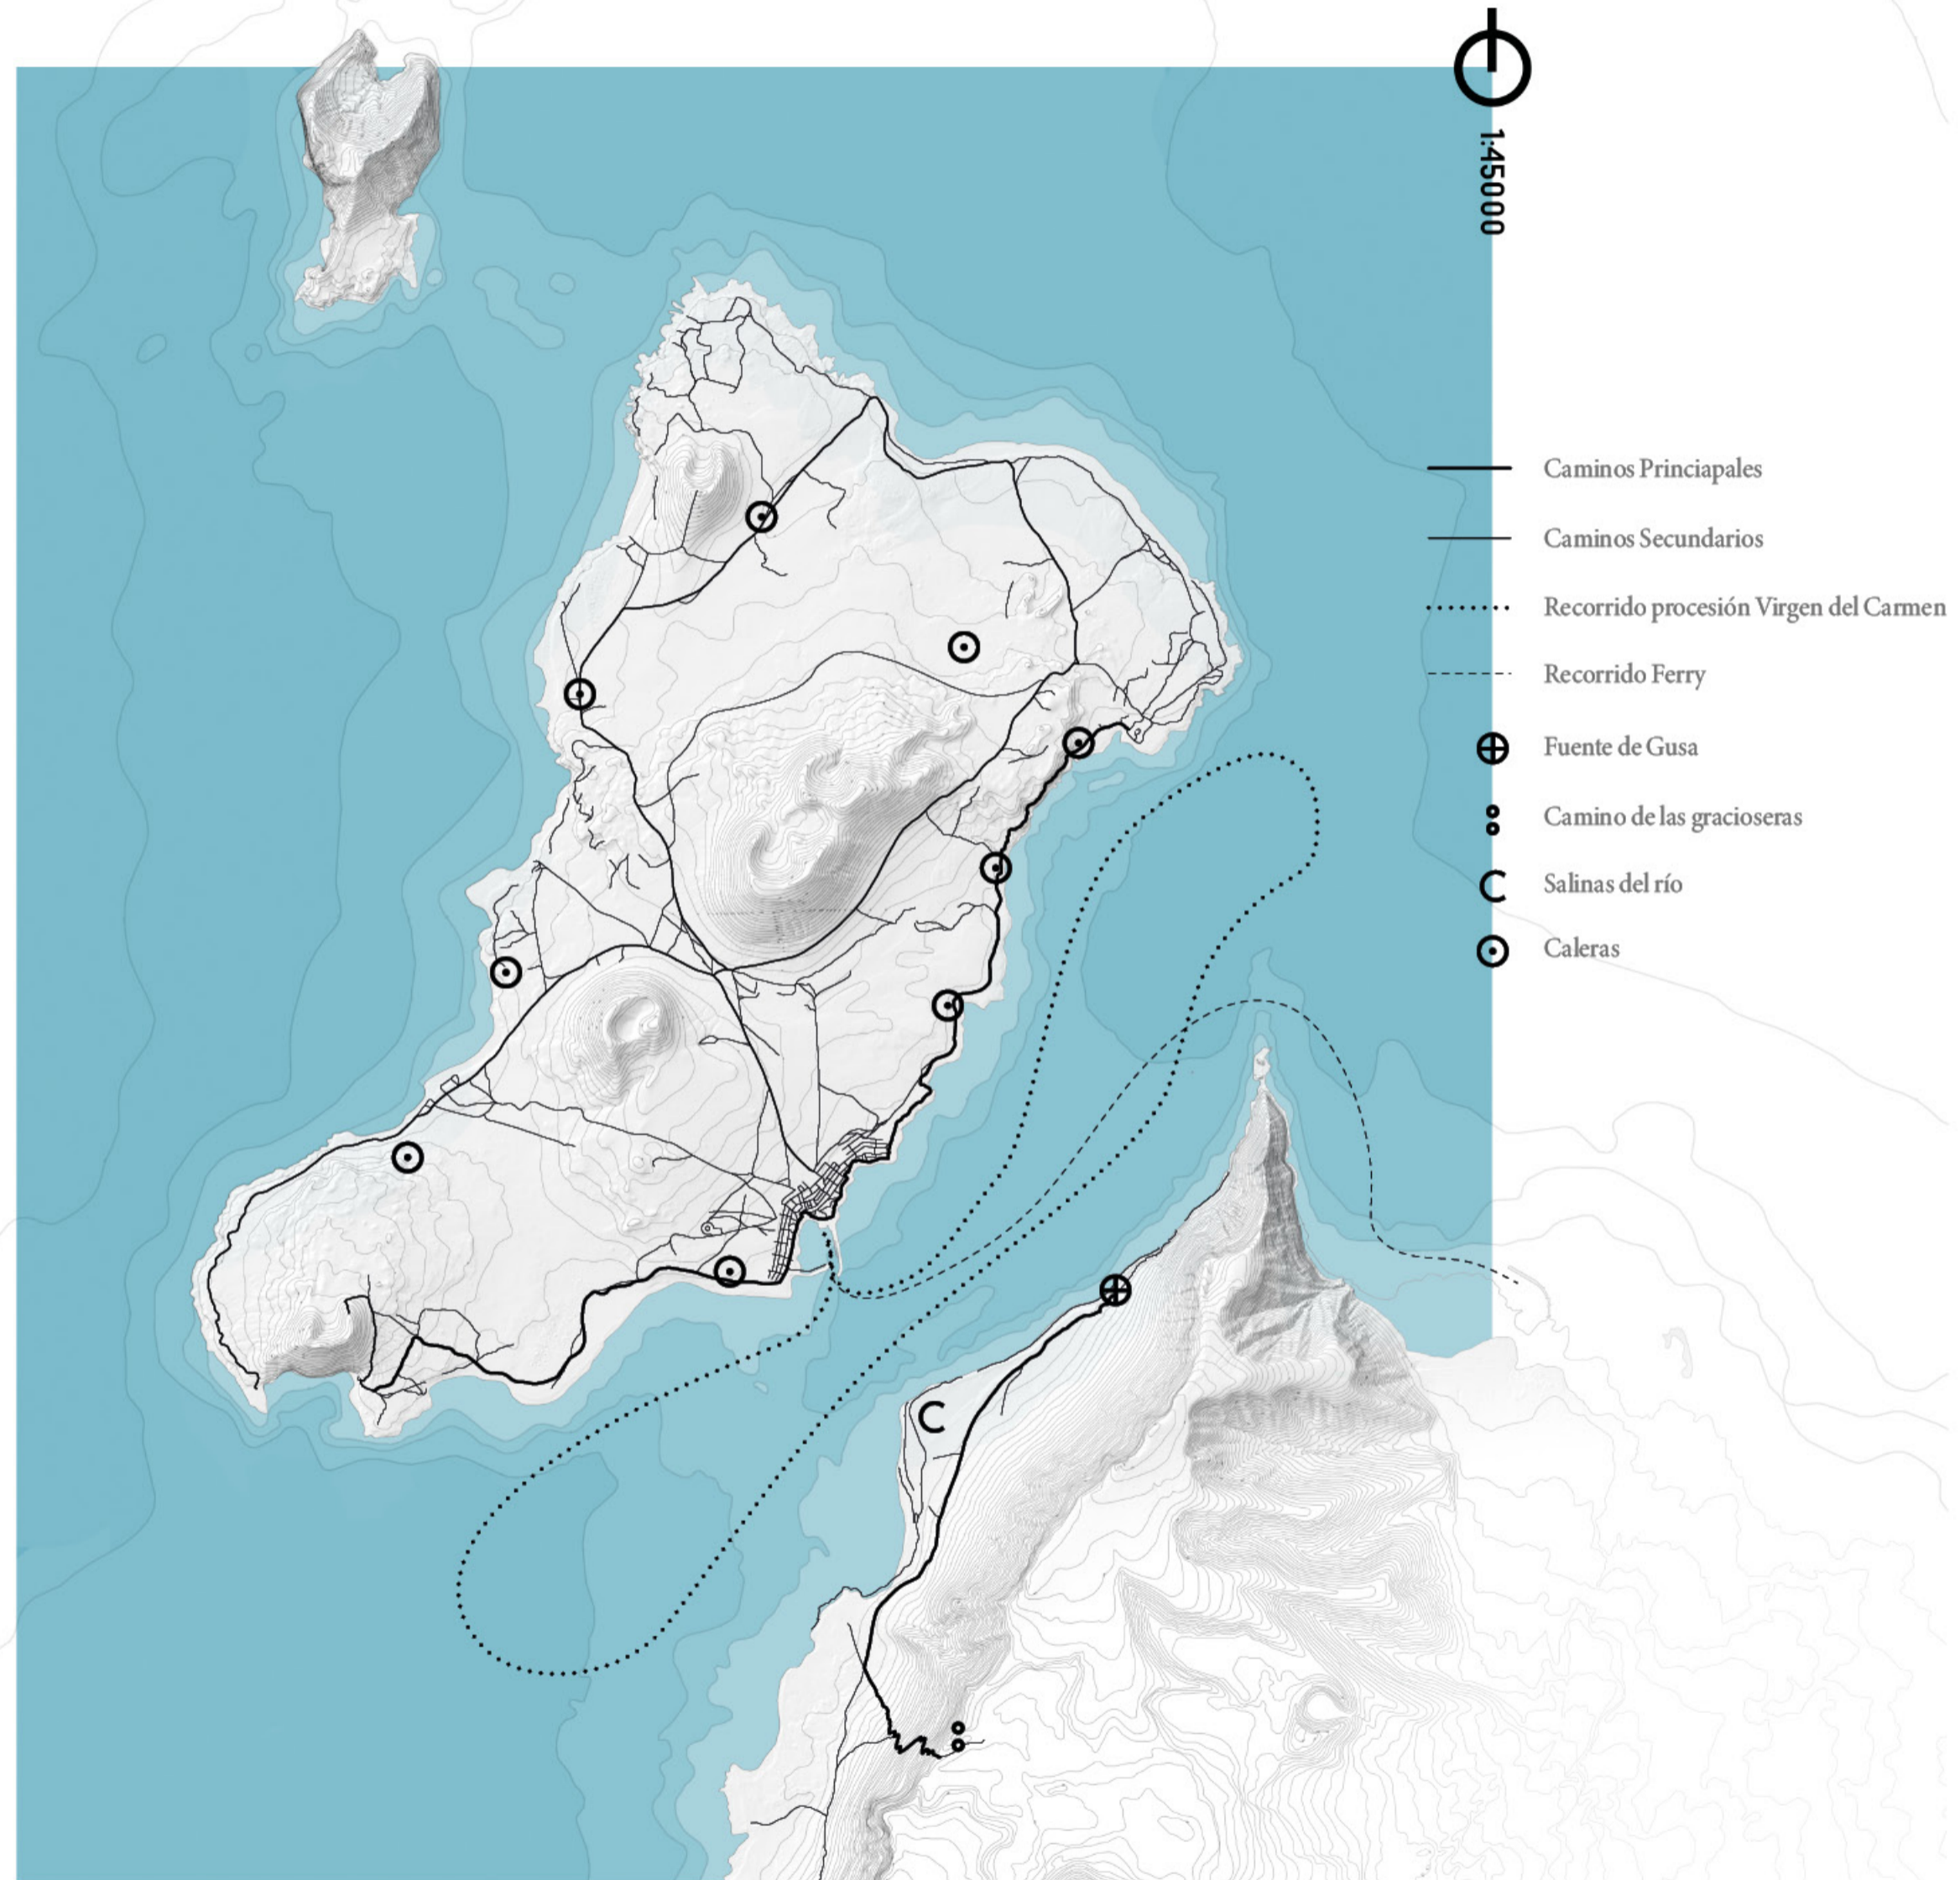 1:45000
Caminos Princiapales
Caminos Secundarios
Recorrido procesión Virgen del Carmen
Recorrido Ferry
Fuente de Gusa
Camino de las gracioseras
Salinas del río
Caleras